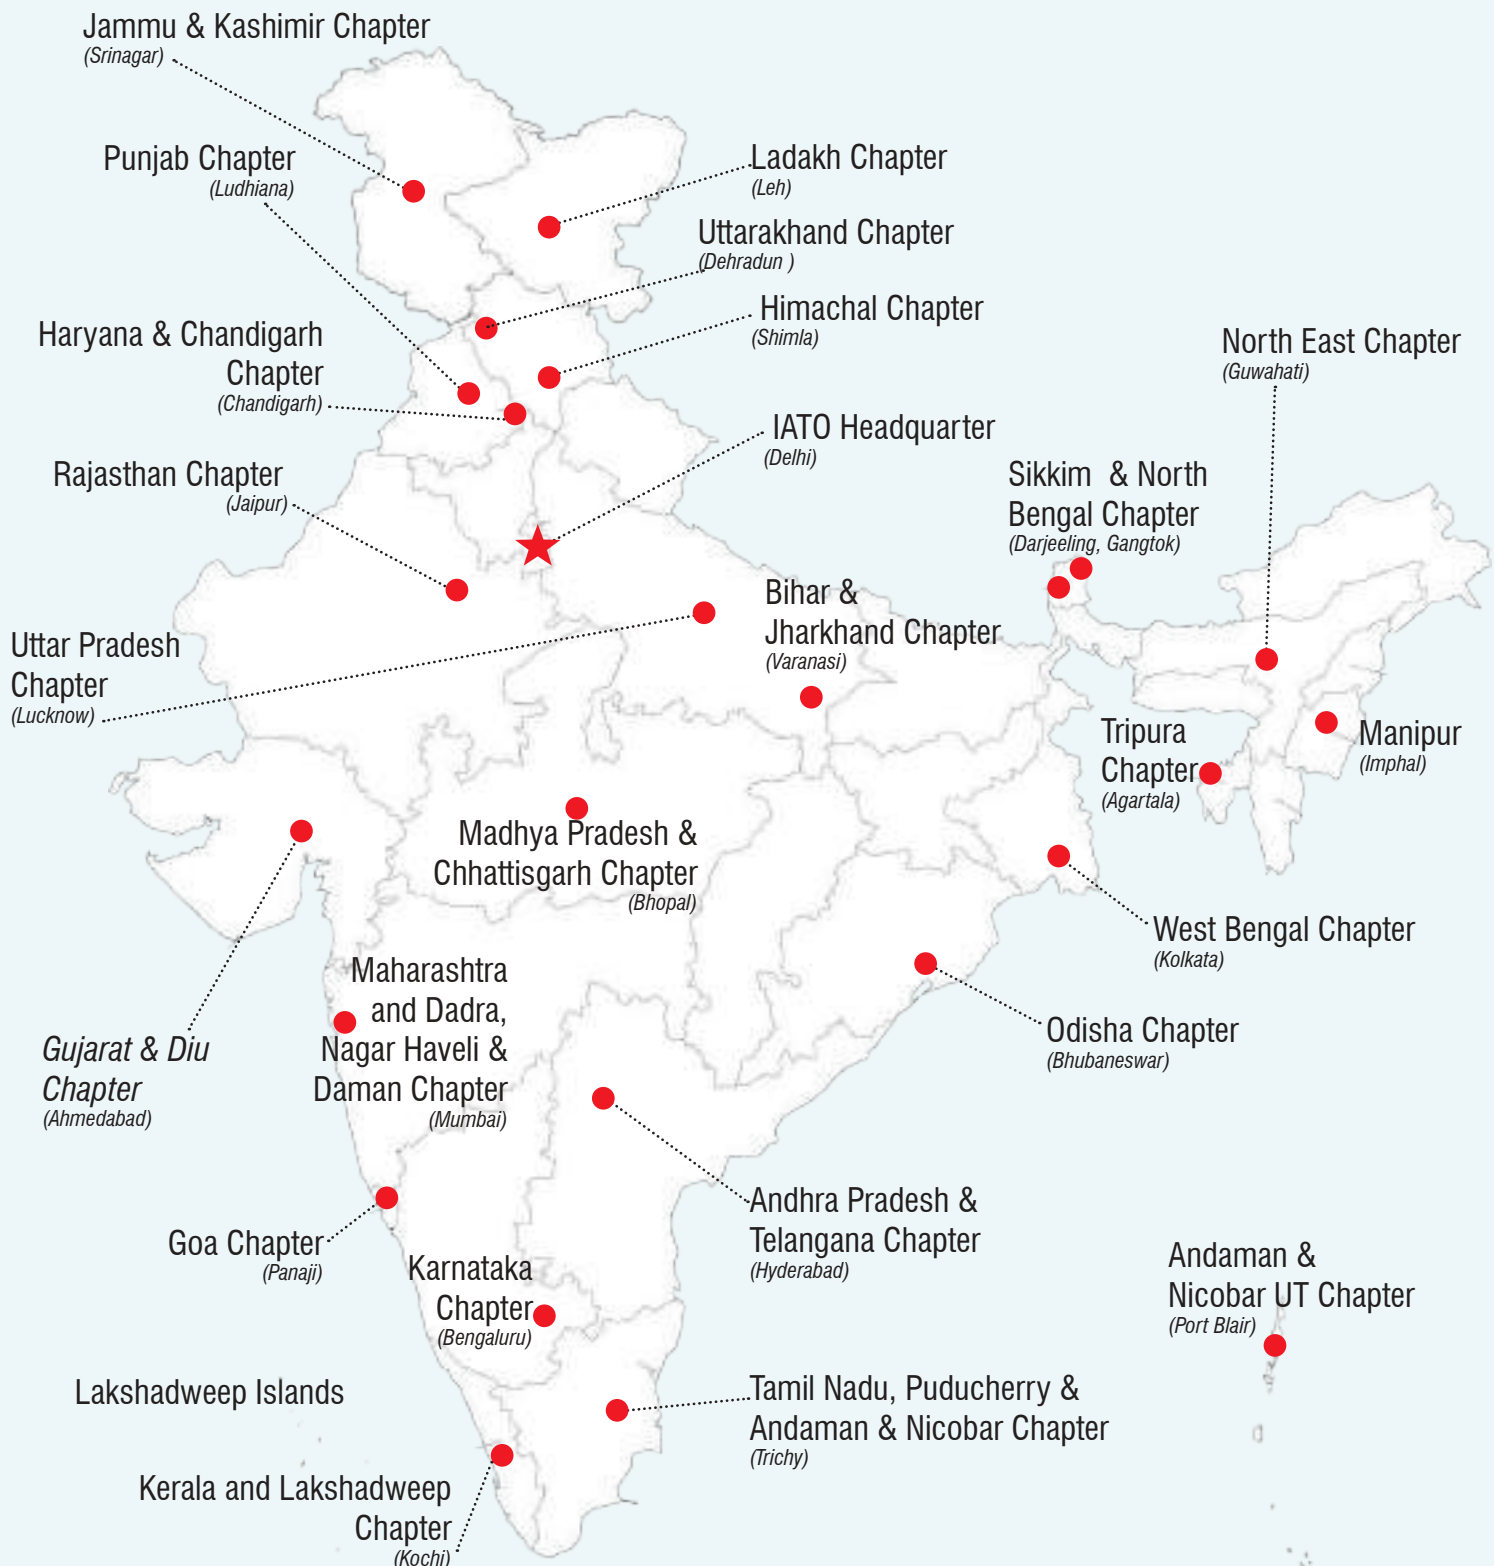 Jammu & Kashimir Chapter
(Srinagar)
Punjab Chapter
(Ludhiana)
Ladakh Chapter
(Leh)
Uttarakhand Chapter
(Dehradun )
Himachal Chapter
(Shimla)
Haryana & Chandigarh
Chapter
(Chandigarh)
North East Chapter
(Guwahati)
IATO Headquarter
(Delhi)
Rajasthan Chapter
(Jaipur)
Sikkim & North
Bengal Chapter
(Darjeeling, Gangtok)
Bihar &
Jharkhand Chapter
(Varanasi)
Uttar Pradesh
Chapter
(Lucknow)
Tripura
Chapter
(Agartala)
Manipur
(Imphal)
Madhya Pradesh &
Chhattisgarh Chapter
(Bhopal)
West Bengal Chapter
(Kolkata)
Maharashtra
and Dadra,
Nagar Haveli &
Daman Chapter
(Mumbai)
Odisha Chapter
(Bhubaneswar)
Gujarat & Diu
Chapter
(Ahmedabad)
Andhra Pradesh &
Telangana Chapter
(Hyderabad)
Goa Chapter
(Panaji)
Karnataka
Chapter
(Bengaluru)
Andaman &
Nicobar UT Chapter
(Port Blair)
Lakshadweep Islands
Tamil Nadu, Puducherry &
Andaman & Nicobar Chapter
(Trichy)
Kerala and Lakshadweep
Chapter
(Kochi)